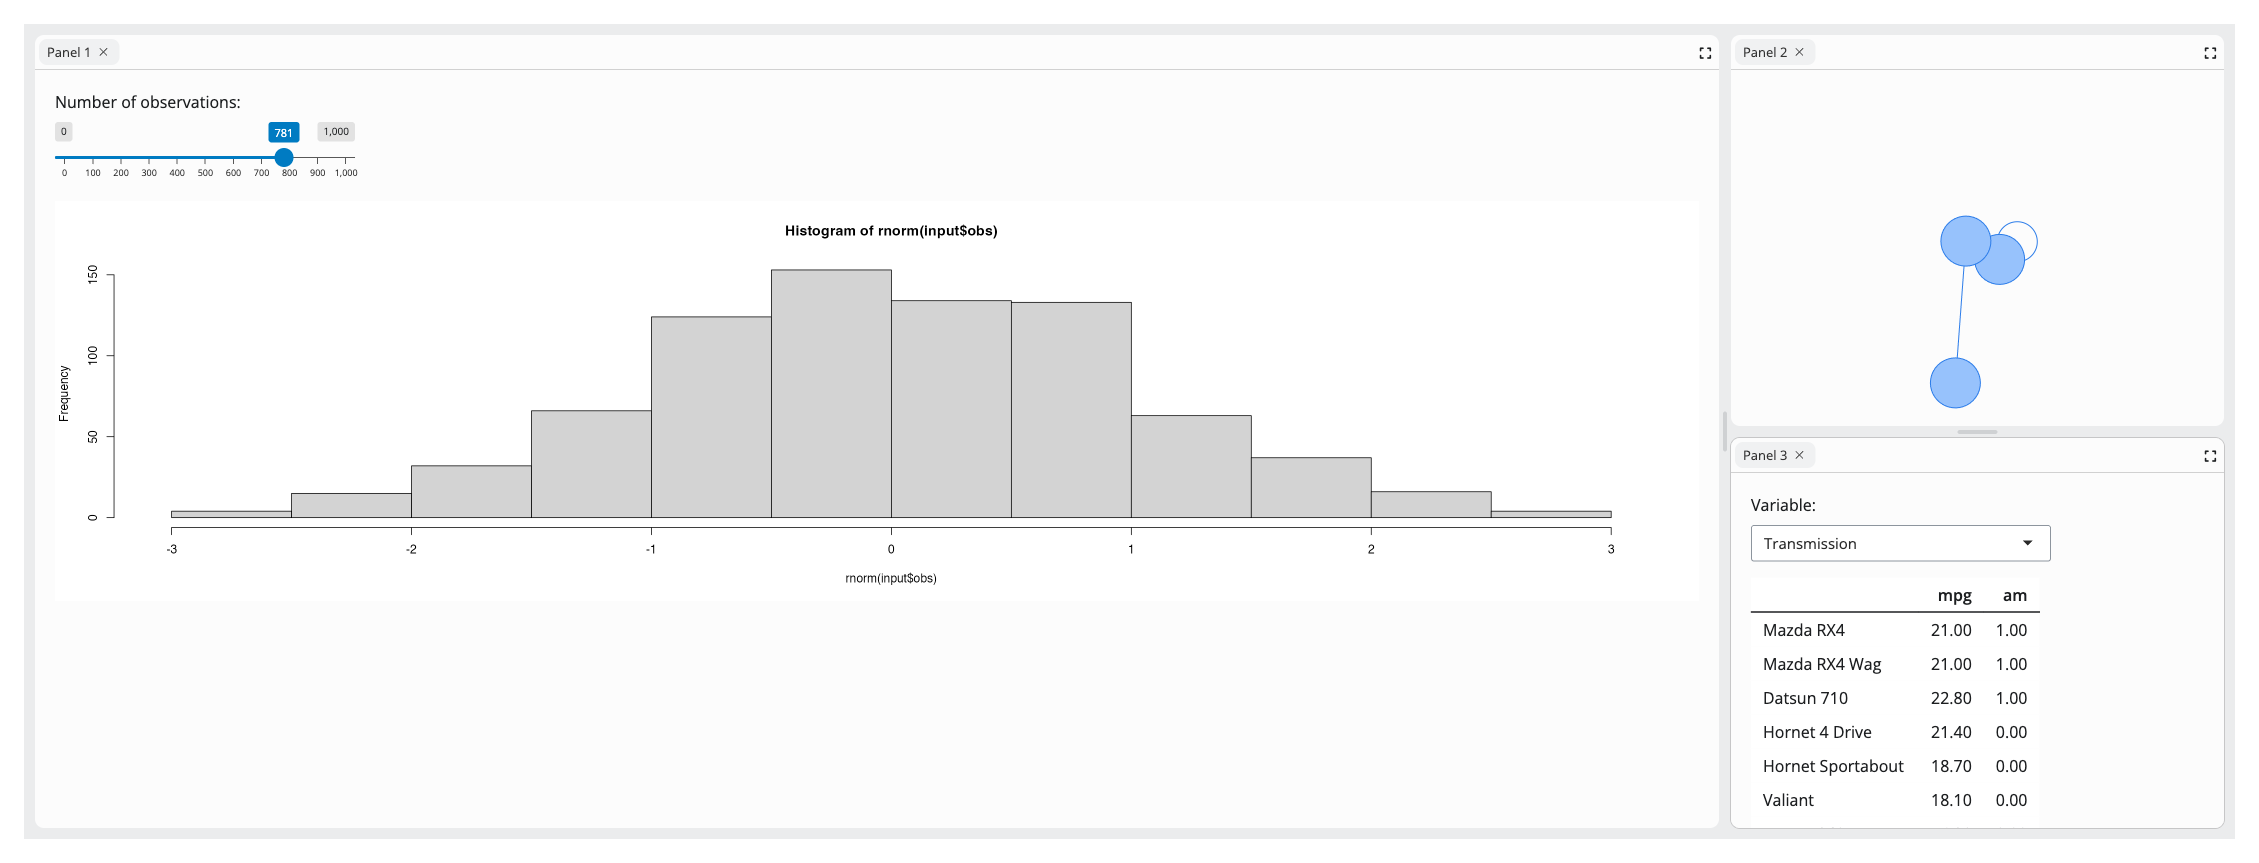 Panel 1
Number of observations:
0 781 1,000
0 100 200 300 400 500 600 700 800 900 1,000
Histogram of rnorm(input$obs)
Frequency
150
100
50
0
-3 -2 -1 0 1 2 3
rnorm(input$obs)
Panel 2
Panel 3
Variable:
Transmission
mpg am
Mazda RX4 21.00 1.00
Mazda RX4 Wag 21.00 1.00
Datsun 710 22.80 1.00
Hornet 4 Drive 21.40 0.00
Hornet Sportabout 18.70 0.00
Valiant 18.10 0.00